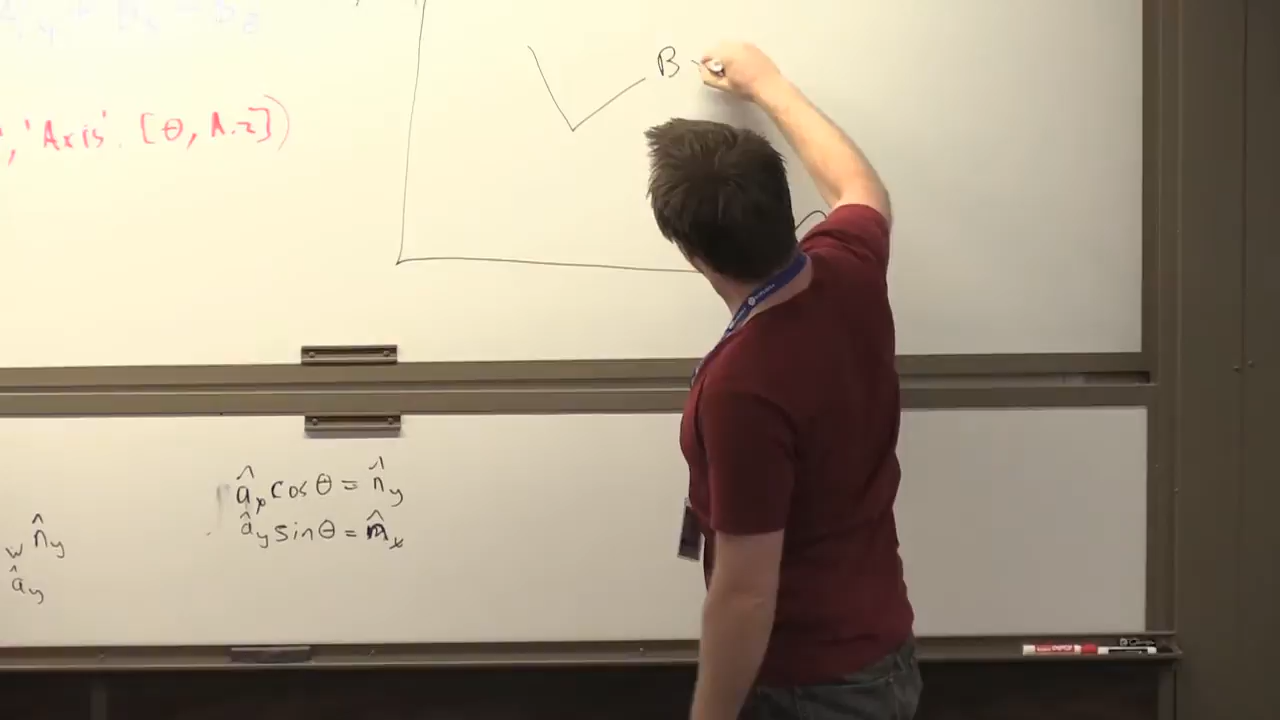 ', 'Axis'. [θ, A.z])
B
â_x cos θ = n̂_y
â_y sin θ = n̂_x
n̂_y
â_y